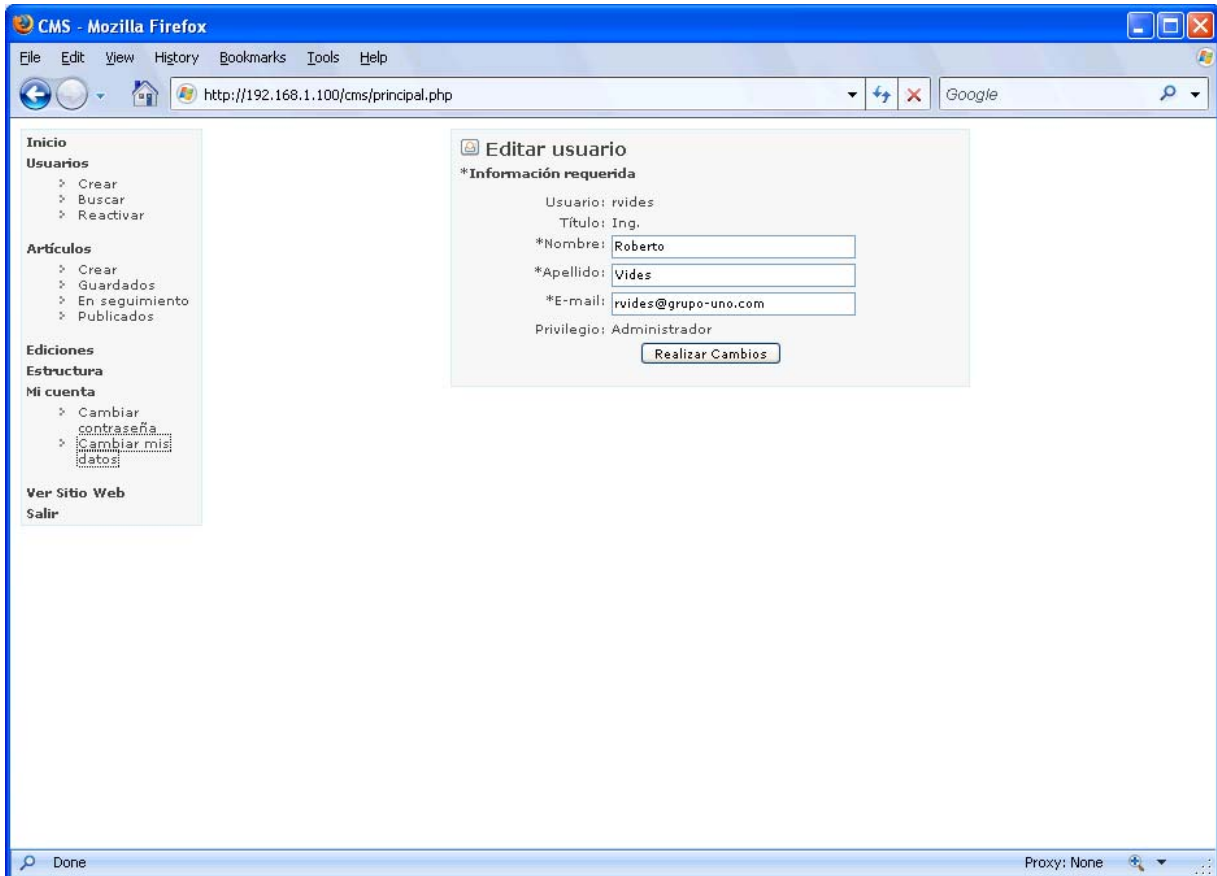 CMS - Mozilla Firefox
File Edit View History Bookmarks Tools Help
http://192.168.1.100/cms/principal.php
Google
Inicio
Usuarios
Crear
Buscar
Reactivar
Artículos
Crear
Guardados
En seguimiento
Publicados
Ediciones
Estructura
Mi cuenta
Cambiar
contraseña
Cambiar mis
datos
Ver Sitio Web
Salir
Editar usuario
*Información requerida
Usuario: rvides
Título: Ing.
*Nombre: Roberto
*Apellido: Vides
*E-mail: rvides@grupo-uno.com
Privilegio: Administrador
Realizar Cambios
Done
Proxy: None